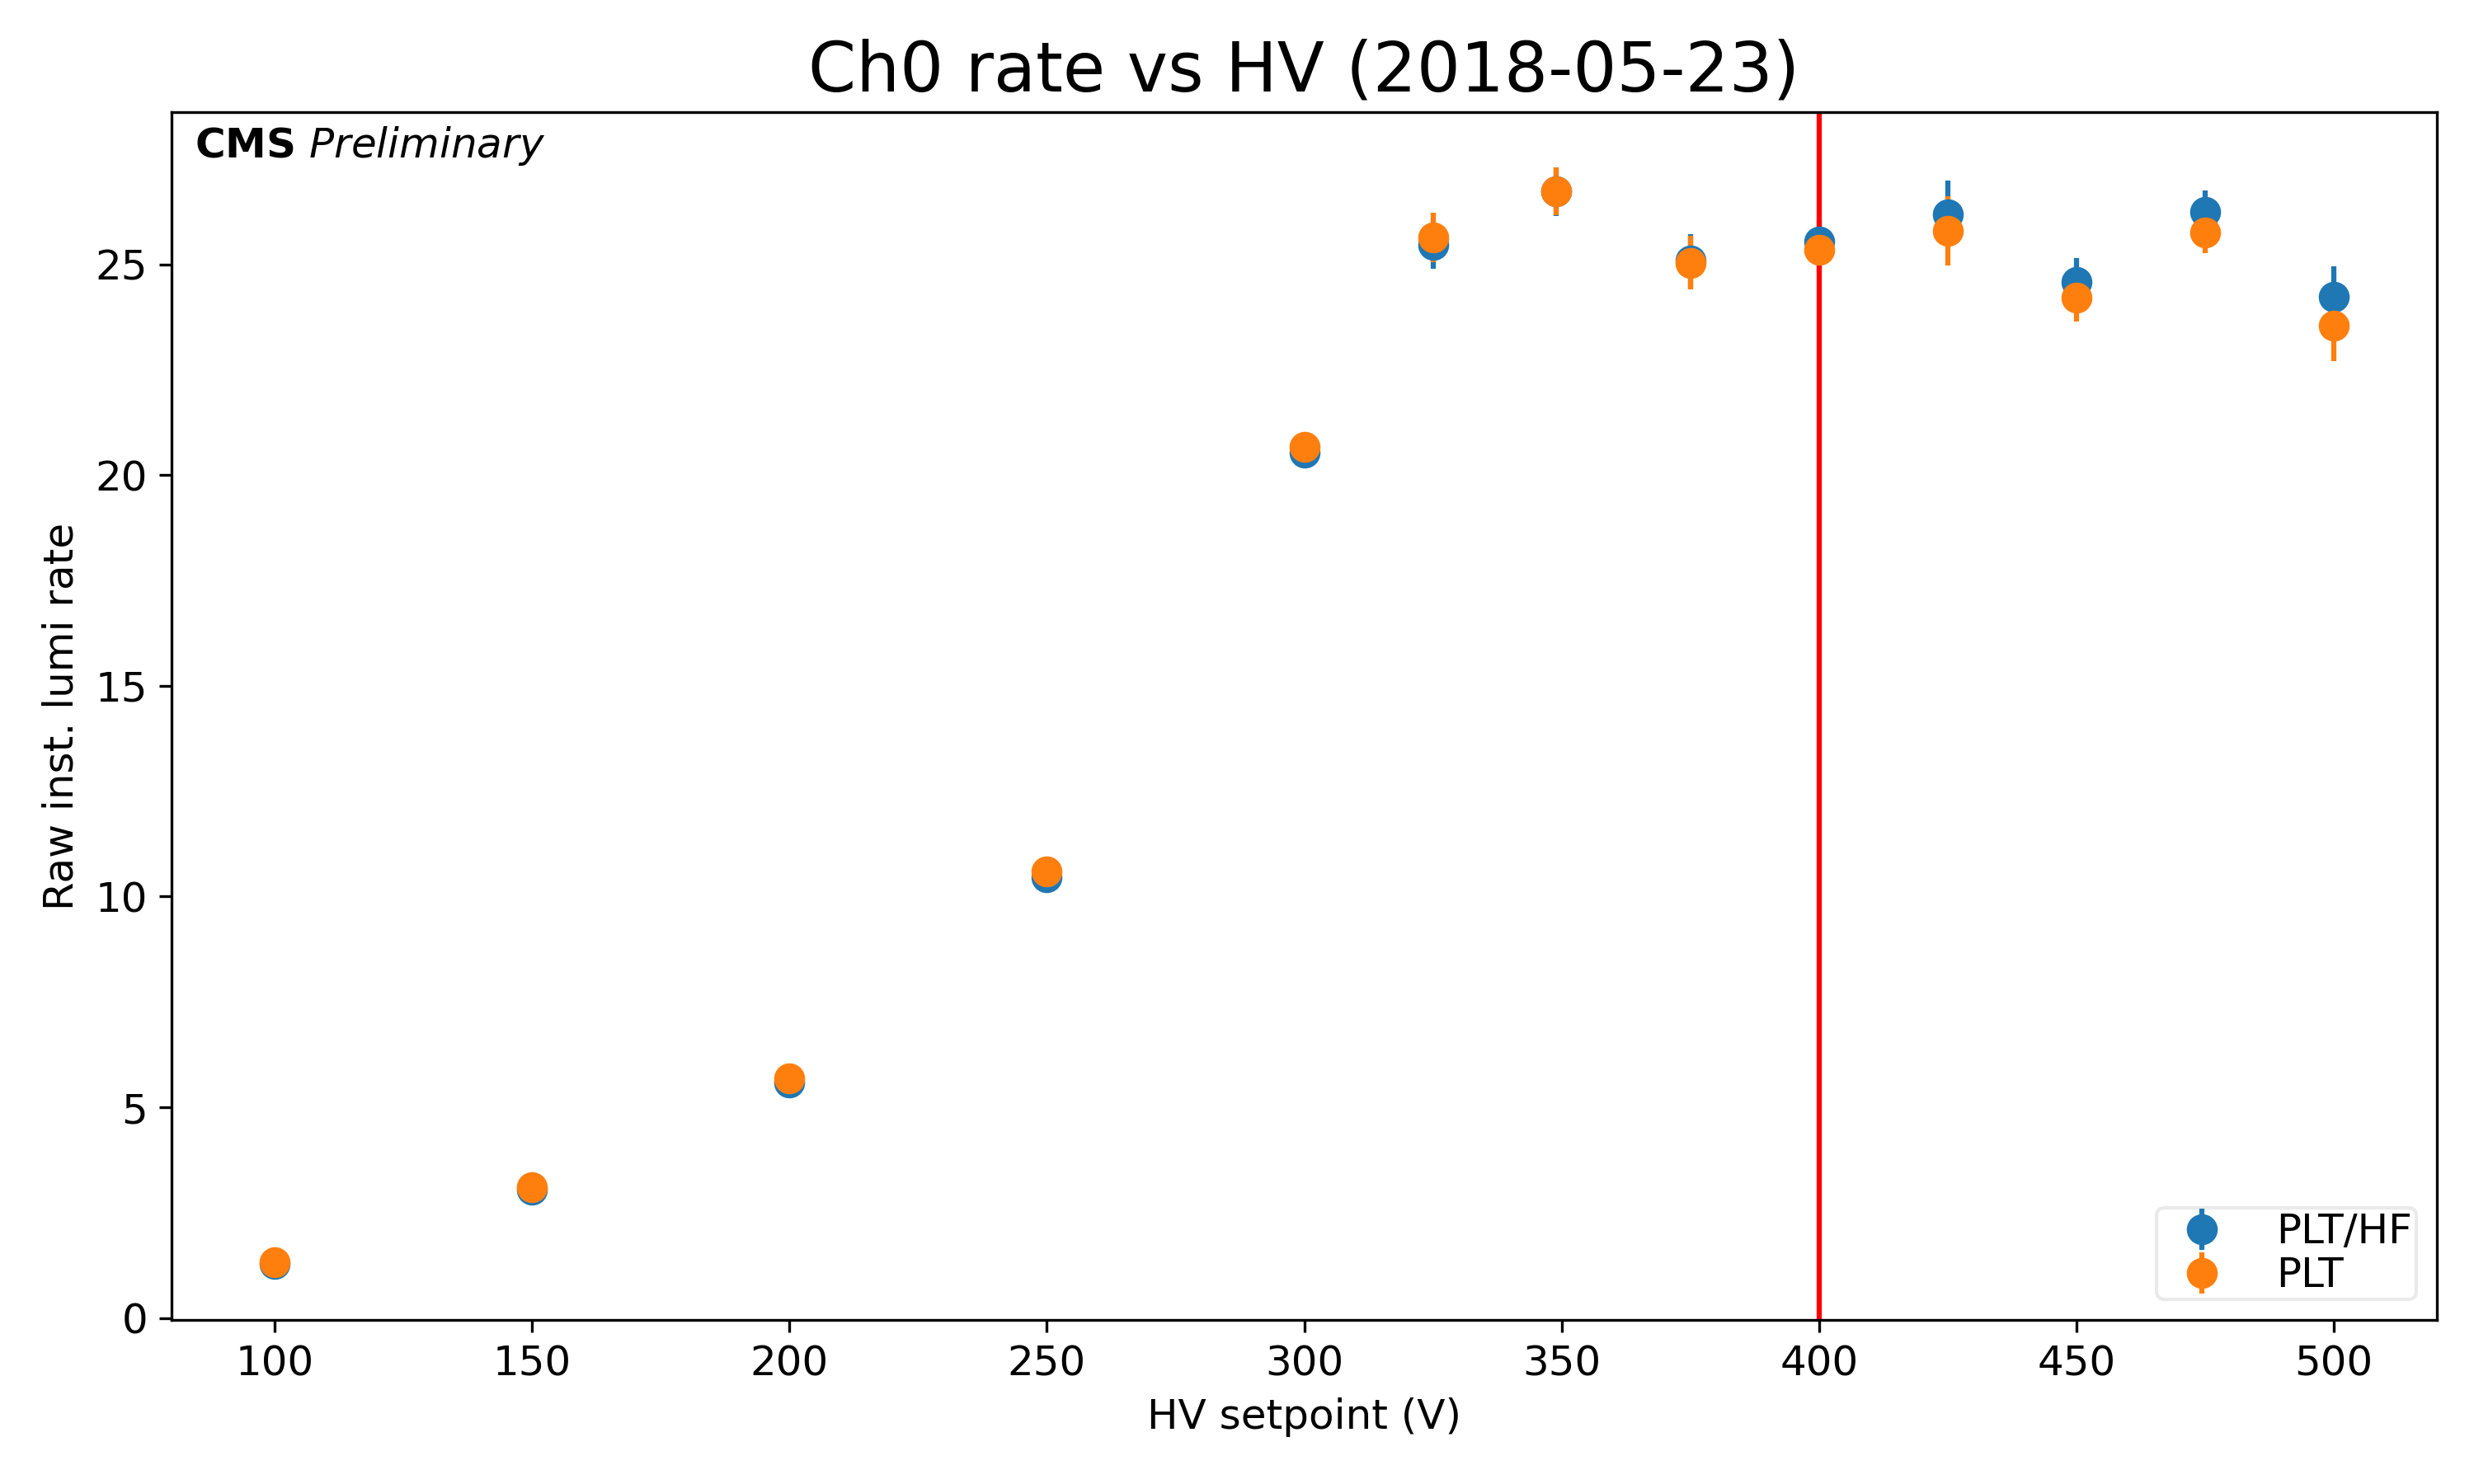 Ch0 rate vs HV (2018-05-23)
CMS Preliminary
Raw inst. lumi rate
25
20
15
10
5
0
100 150 200 250 300 350 400 450 500
HV setpoint (V)
PLT/HF
PLT